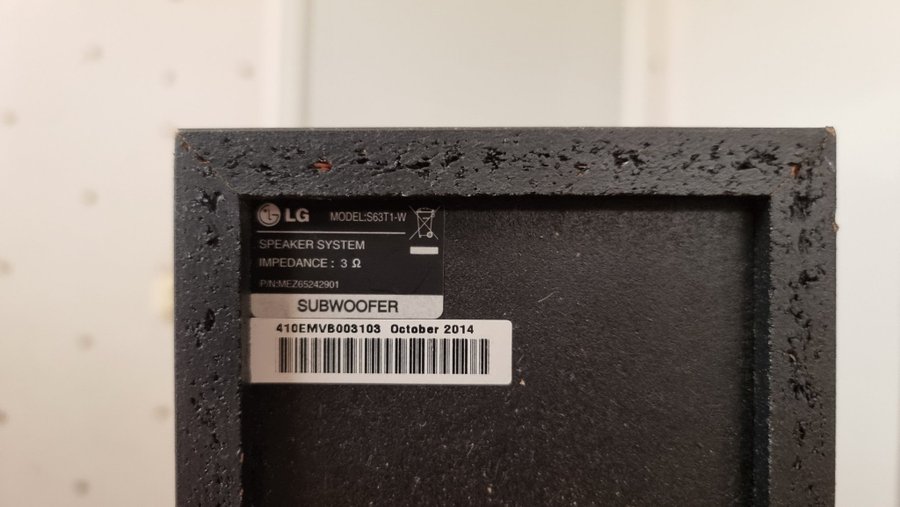 LG MODEL:S63T1-W
SPEAKER SYSTEM
IMPEDANCE : 3 Ω
P/N:MEZ65242901
SUBWOOFER
410EMVB003103 October 2014